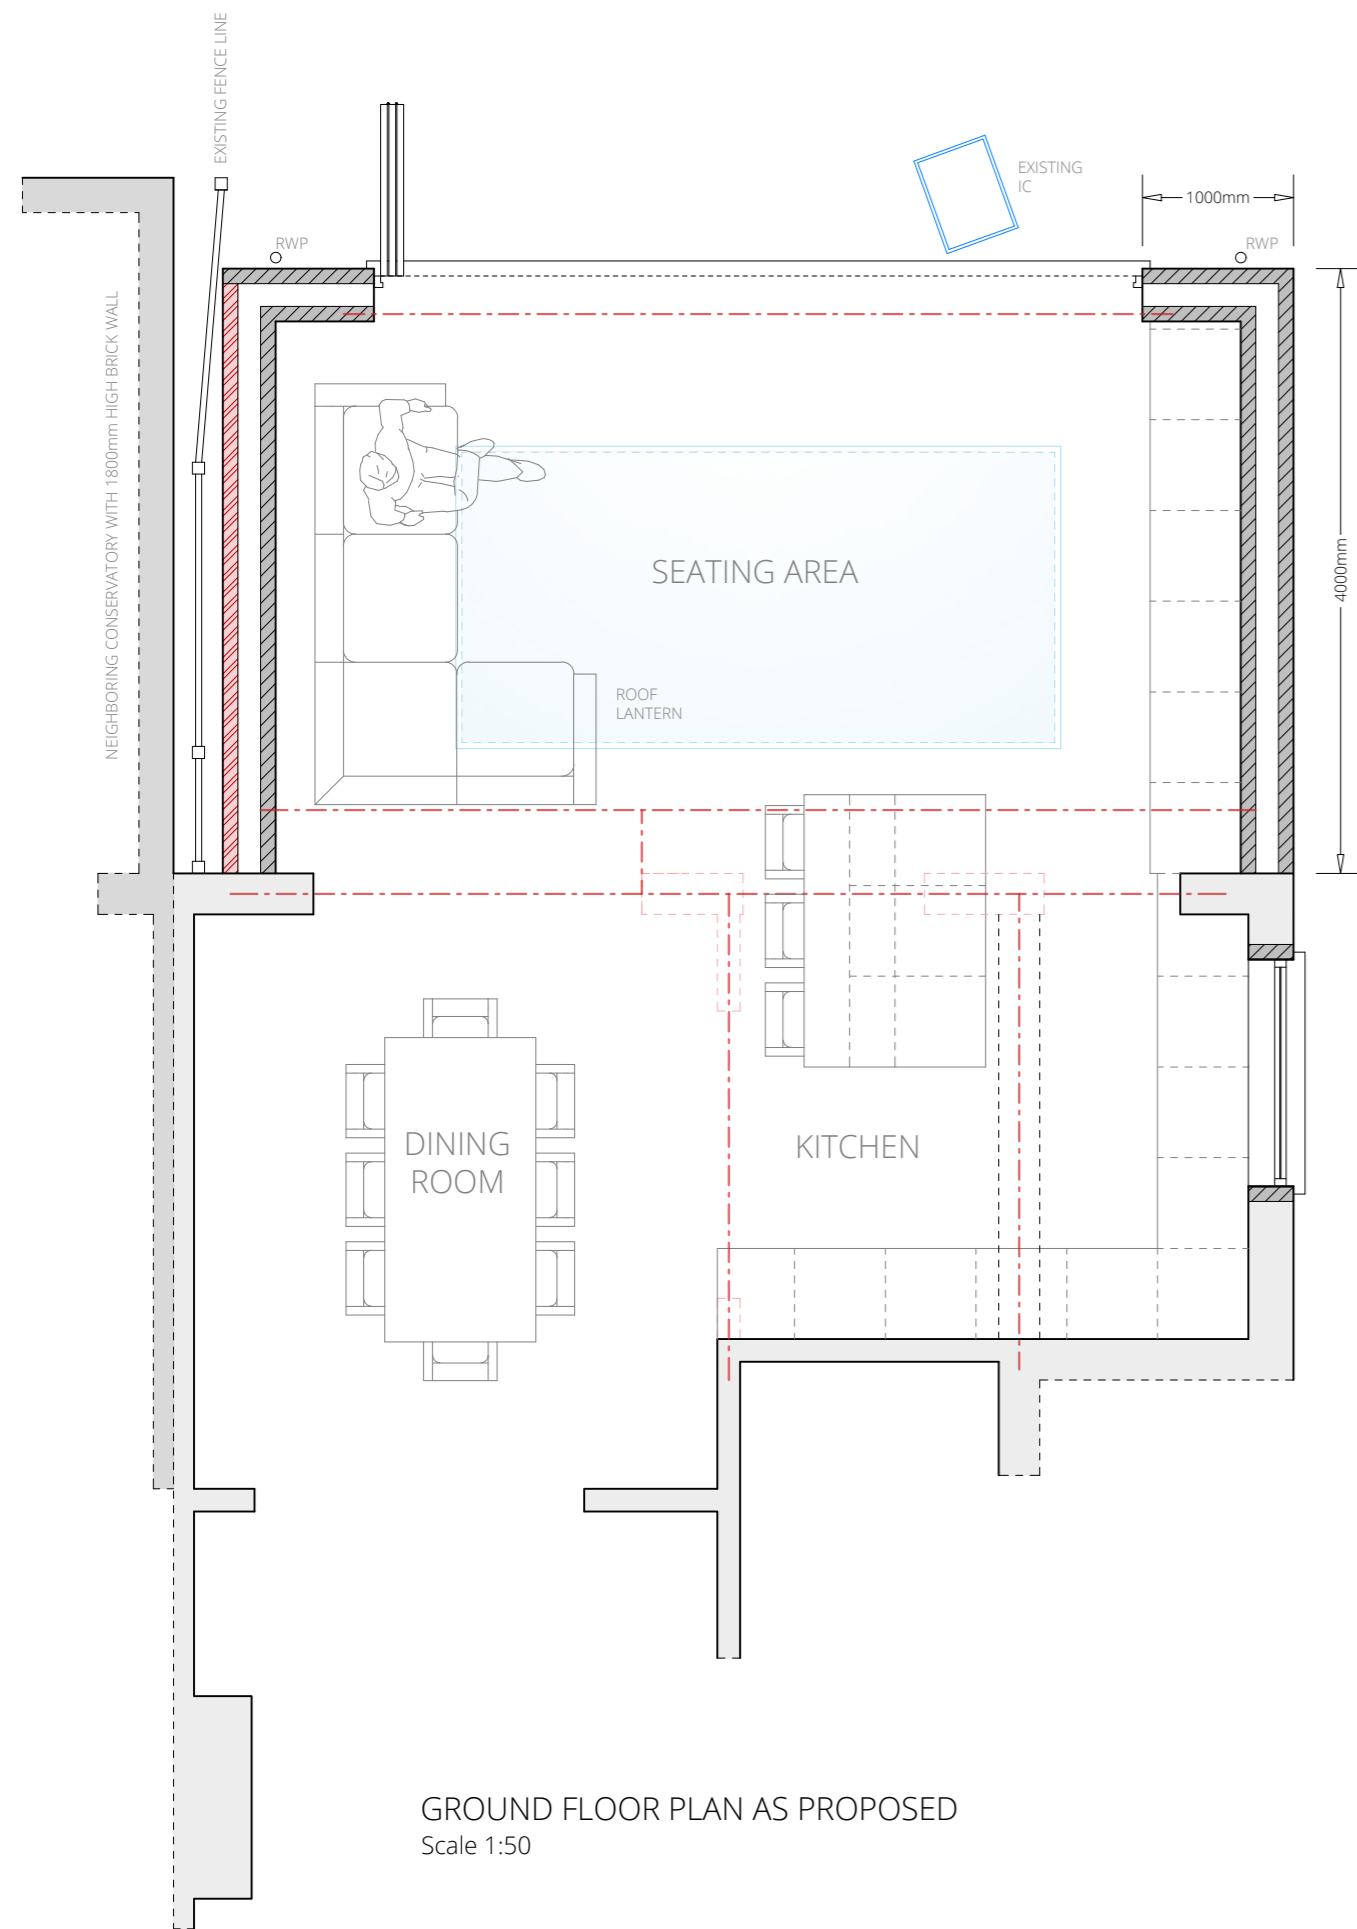 EXISTING FENCE LINE
EXISTING
IC
1000mm
RWP
RWP
NEIGHBORING CONSERVATORY WITH 1800mm HIGH BRICK WALL
4000mm
SEATING AREA
ROOF
LANTERN
DINING
ROOM
KITCHEN
GROUND FLOOR PLAN AS PROPOSED
Scale 1:50